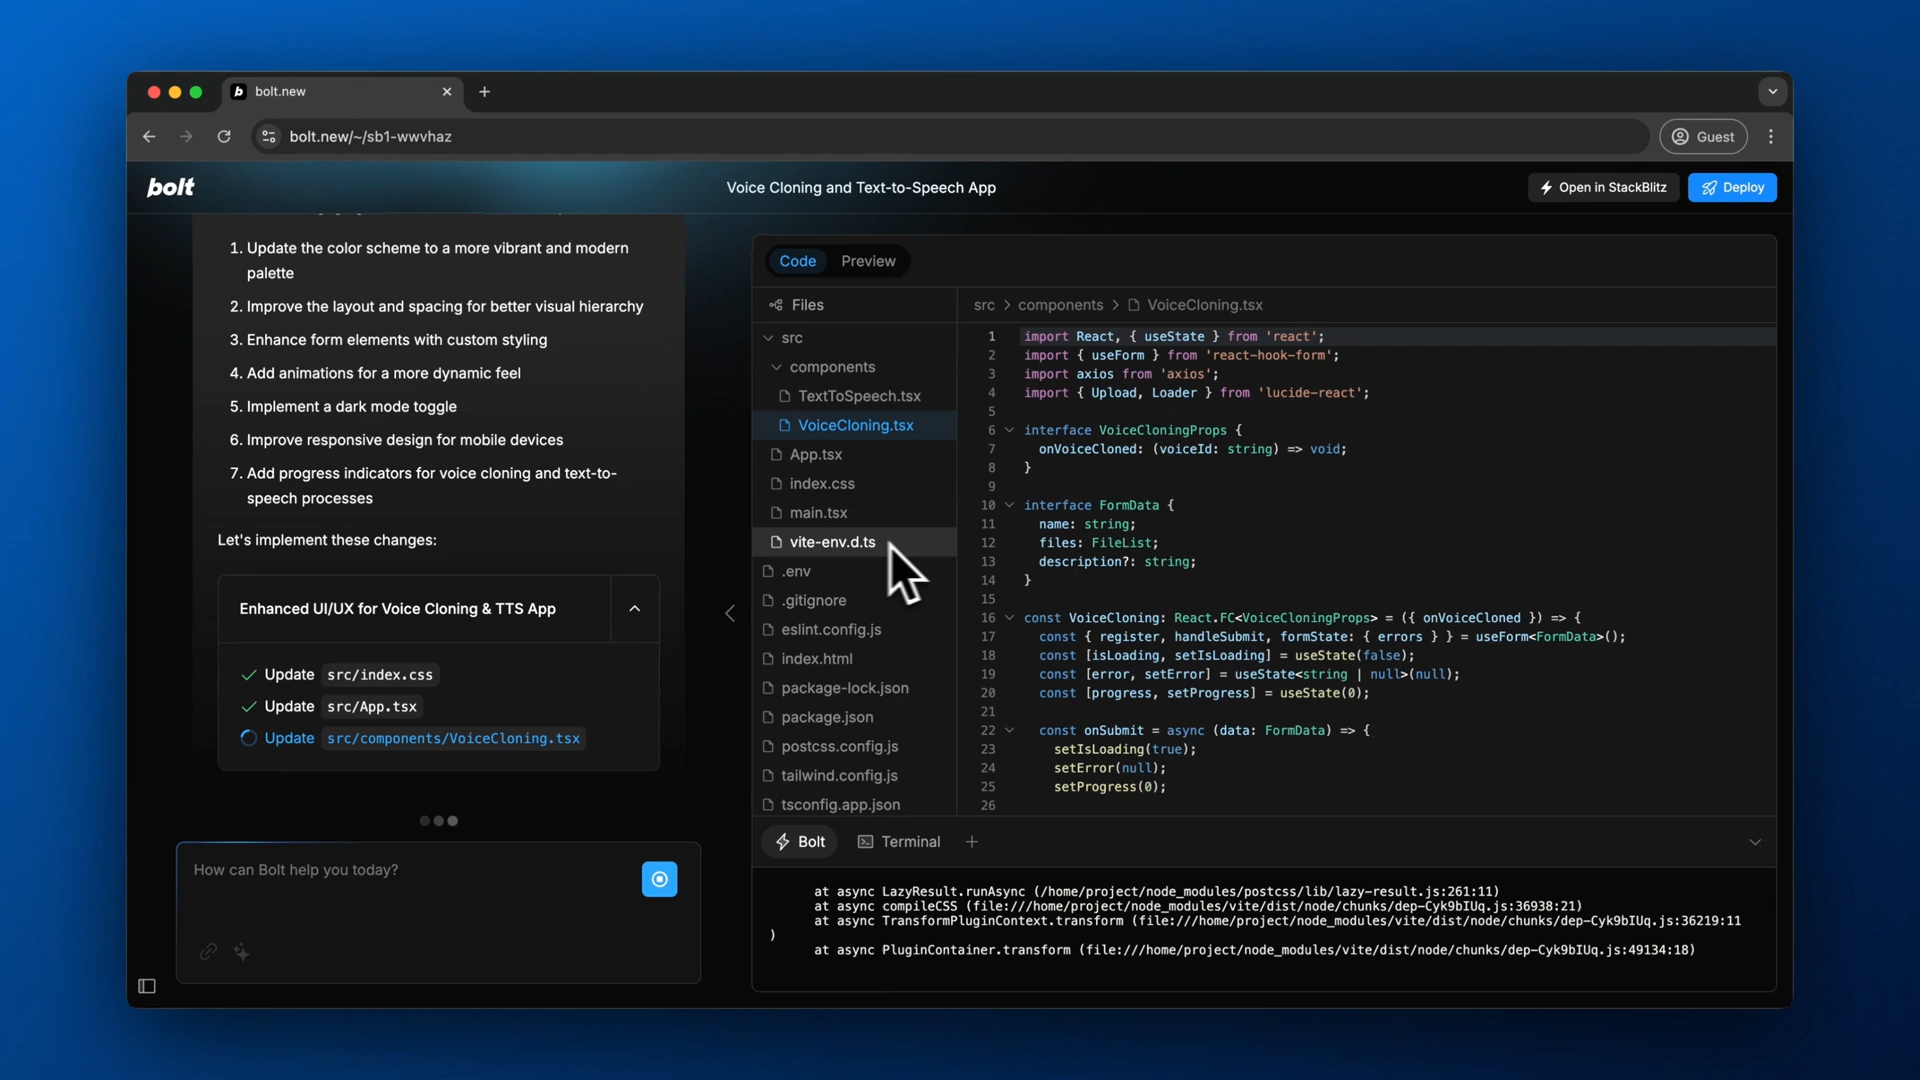 bolt.new
bolt.new/~/sb1-wwvhaz
Guest
bolt
Voice Cloning and Text-to-Speech App
Open in StackBlitz
Deploy
1. Update the color scheme to a more vibrant and modern
palette
2. Improve the layout and spacing for better visual hierarchy
3. Enhance form elements with custom styling
4. Add animations for a more dynamic feel
5. Implement a dark mode toggle
6. Improve responsive design for mobile devices
7. Add progress indicators for voice cloning and text-to-
speech processes
Let's implement these changes:
Enhanced UI/UX for Voice Cloning & TTS App
Update src/index.css
Update src/App.tsx
Update src/components/VoiceCloning.tsx
How can Bolt help you today?
Code
Preview
Files
src
components
TextToSpeech.tsx
VoiceCloning.tsx
App.tsx
index.css
main.tsx
vite-env.d.ts
.env
.gitignore
eslint.config.js
index.html
package-lock.json
package.json
postcss.config.js
tailwind.config.js
tsconfig.app.json
src > components > VoiceCloning.tsx
1 import React, { useState } from 'react';
2 import { useForm } from 'react-hook-form';
3 import axios from 'axios';
4 import { Upload, Loader } from 'lucide-react';
5
6 interface VoiceCloningProps {
7 onVoiceCloned: (voiceId: string) => void;
8 }
9
10 interface FormData {
11 name: string;
12 files: FileList;
13 description?: string;
14 }
15
16 const VoiceCloning: React.FC<VoiceCloningProps> = ({ onVoiceCloned }) => {
17 const { register, handleSubmit, formState: { errors } } = useForm<FormData>();
18 const [isLoading, setIsLoading] = useState(false);
19 const [error, setError] = useState<string | null>(null);
20 const [progress, setProgress] = useState(0);
21
22 const onSubmit = async (data: FormData) => {
23 setIsLoading(true);
24 setError(null);
25 setProgress(0);
26
Bolt
Terminal
at async LazyResult.runAsync (/home/project/node_modules/postcss/lib/lazy-result.js:261:11)
at async compileCSS (file:///home/project/node_modules/vite/dist/node/chunks/dep-Cyk9bIUq.js:36938:21)
at async TransformPluginContext.transform (file:///home/project/node_modules/vite/dist/node/chunks/dep-Cyk9bIUq.js:36219:11
)
at async PluginContainer.transform (file:///home/project/node_modules/vite/dist/node/chunks/dep-Cyk9bIUq.js:49134:18)